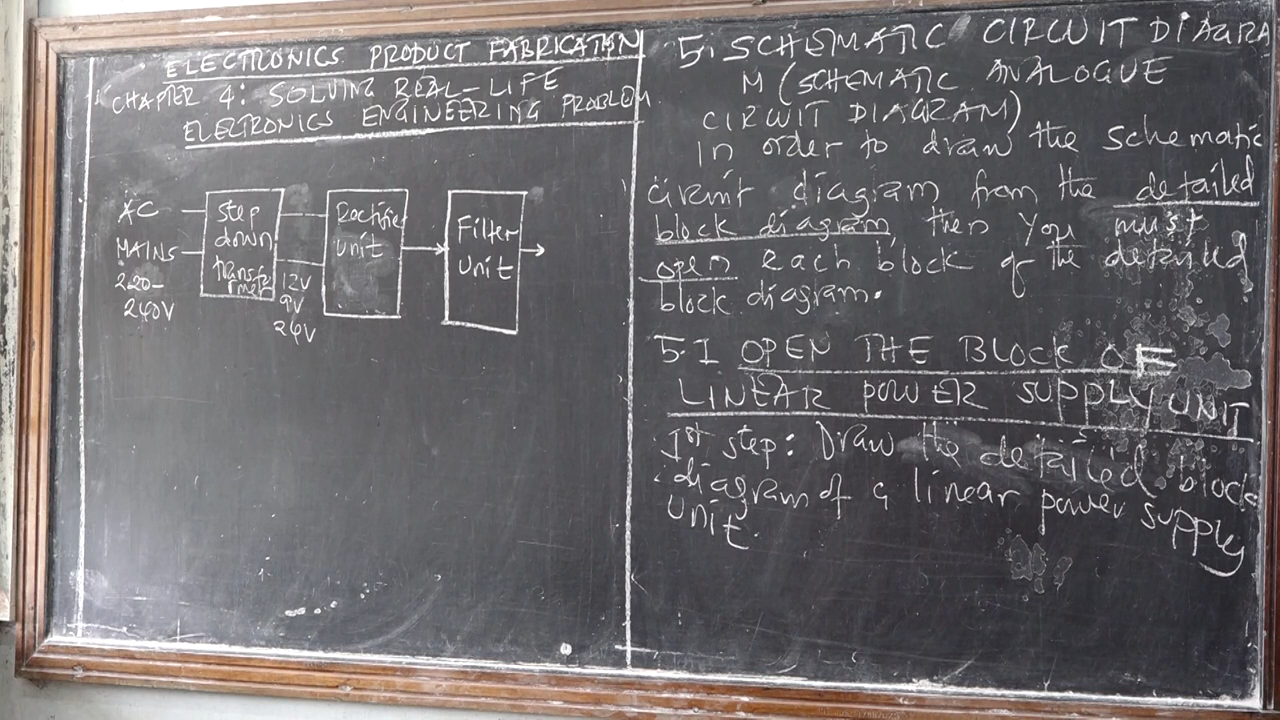 ELECTRONICS PRODUCT FABRICATION
CHAPTER 4: SOLVING REAL-LIFE
ELECTRONICS ENGINEERING PROBLEM
AC
MAINS
220-
240V
Step
down
transfor
mer
12V
9V
24V
Rectifier
unit
Filter
Unit
5. SCHEMATIC CIRCUIT DIAGRA
M (SCHEMATIC ANALOGUE
CIRCUIT DIAGRAM)
In order to draw the schematic
circuit diagram from the detailed
block diagram then you must
open each block of the detailed
block diagram.
5.1 OPEN THE BLOCK OF
LINEAR POWER SUPPLY UNIT
1st step: Draw the detailed block
diagram of a linear power supply
unit.